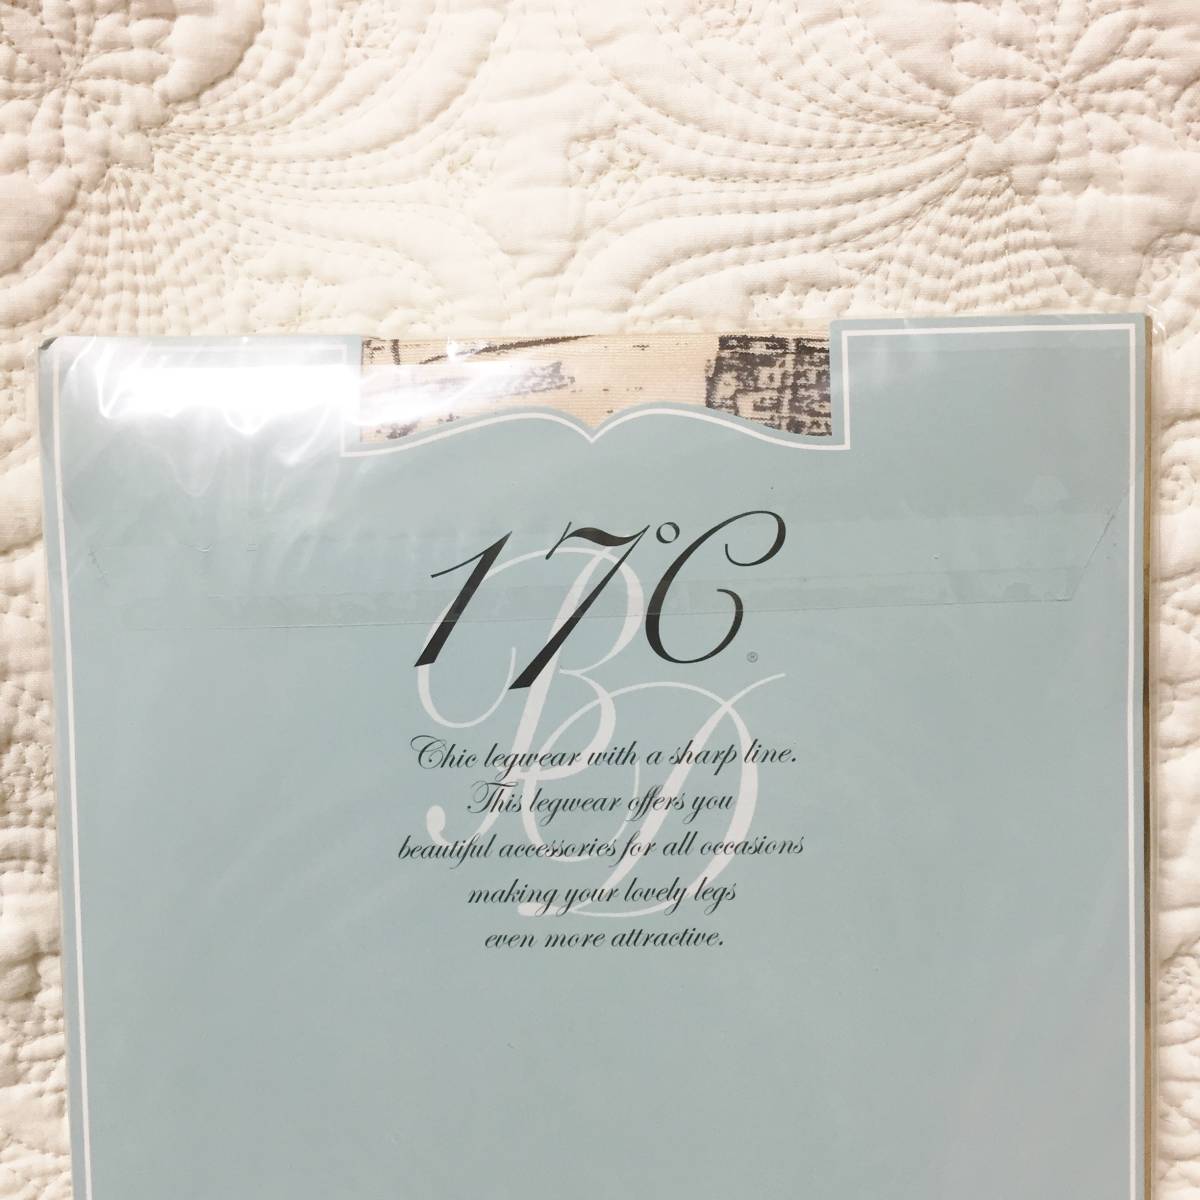 17°C®
Chic legwear with a sharp line.
This legwear offers you
beautiful accessories for all occasions
making your lovely legs
even more attractive.